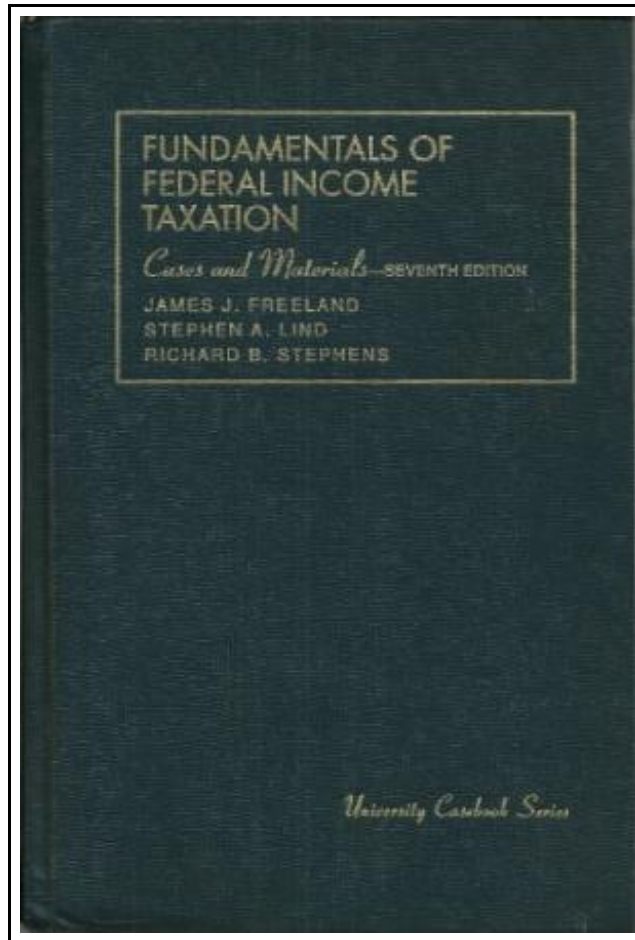 FUNDAMENTALS OF
FEDERAL INCOME
TAXATION
Cases and Materials—SEVENTH EDITION
JAMES J. FREELAND
STEPHEN A. LIND
RICHARD B. STEPHENS
University Casebook Series